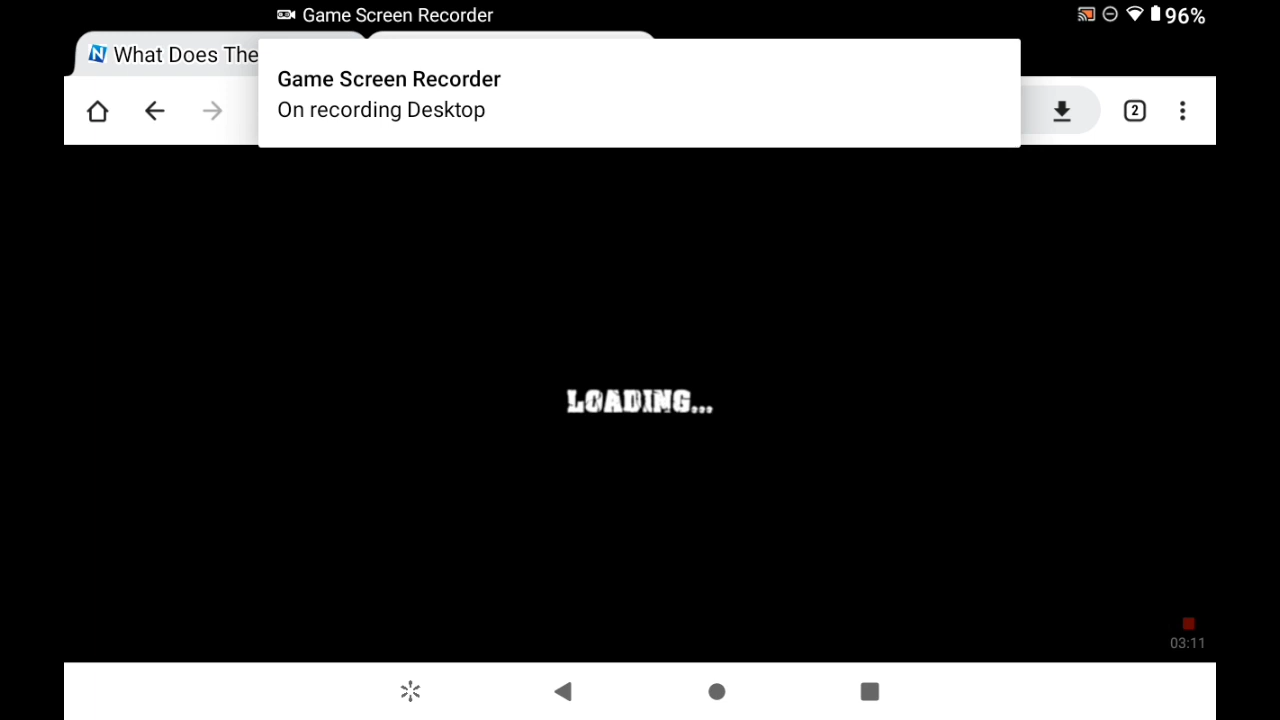 Game Screen Recorder
96%
What Does The
Game Screen Recorder
On recording Desktop
2
LOADING...
03:11